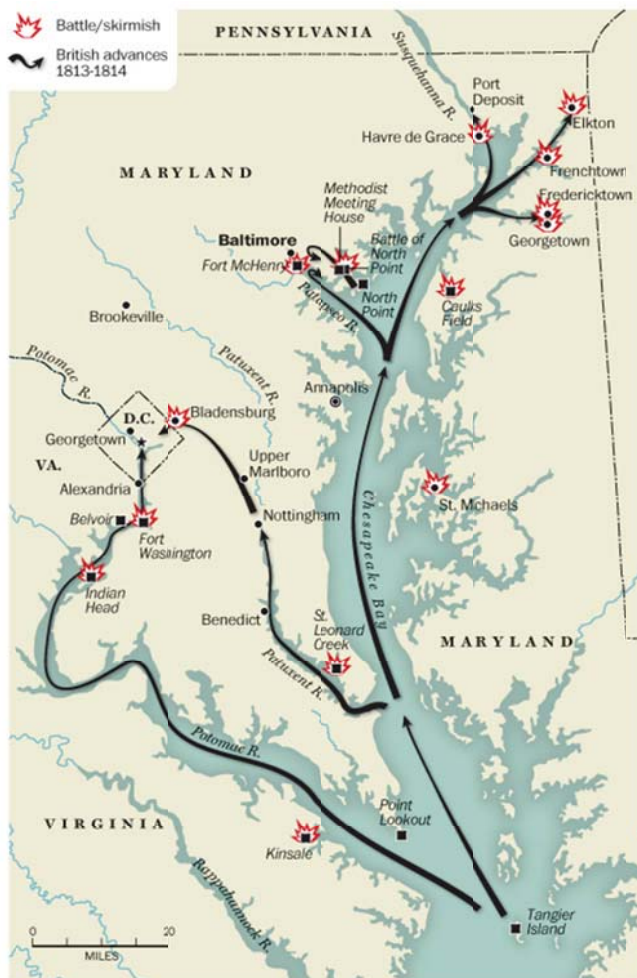 Battle/skirmish
British advances
1813-1814
PENNSYLVANIA
Susquehanna R.
Port
Deposit
Elkton
Havre de Grace
Frenchtown
MARYLAND
Fredericktown
Methodist
Meeting
House
Georgetown
Baltimore
Battle of
North
Point
Fort McHenry
North
Point
Patapsco R.
Caulks
Field
Brookeville
Potomac R.
Patuxent R.
Annapolis
D.C.
Bladensburg
Georgetown
VA.
Upper
Marlboro
Alexandria
St. Michaels
Belvoir
Nottingham
Fort
Washington
Chesapeake Bay
Indian
Head
Benedict
St.
Leonard
Creek
MARYLAND
Patuxent R.
Potomac R.
Point
Lookout
VIRGINIA
Kinsale
Rappahannock R.
Tangier
Island
0
20
MILES